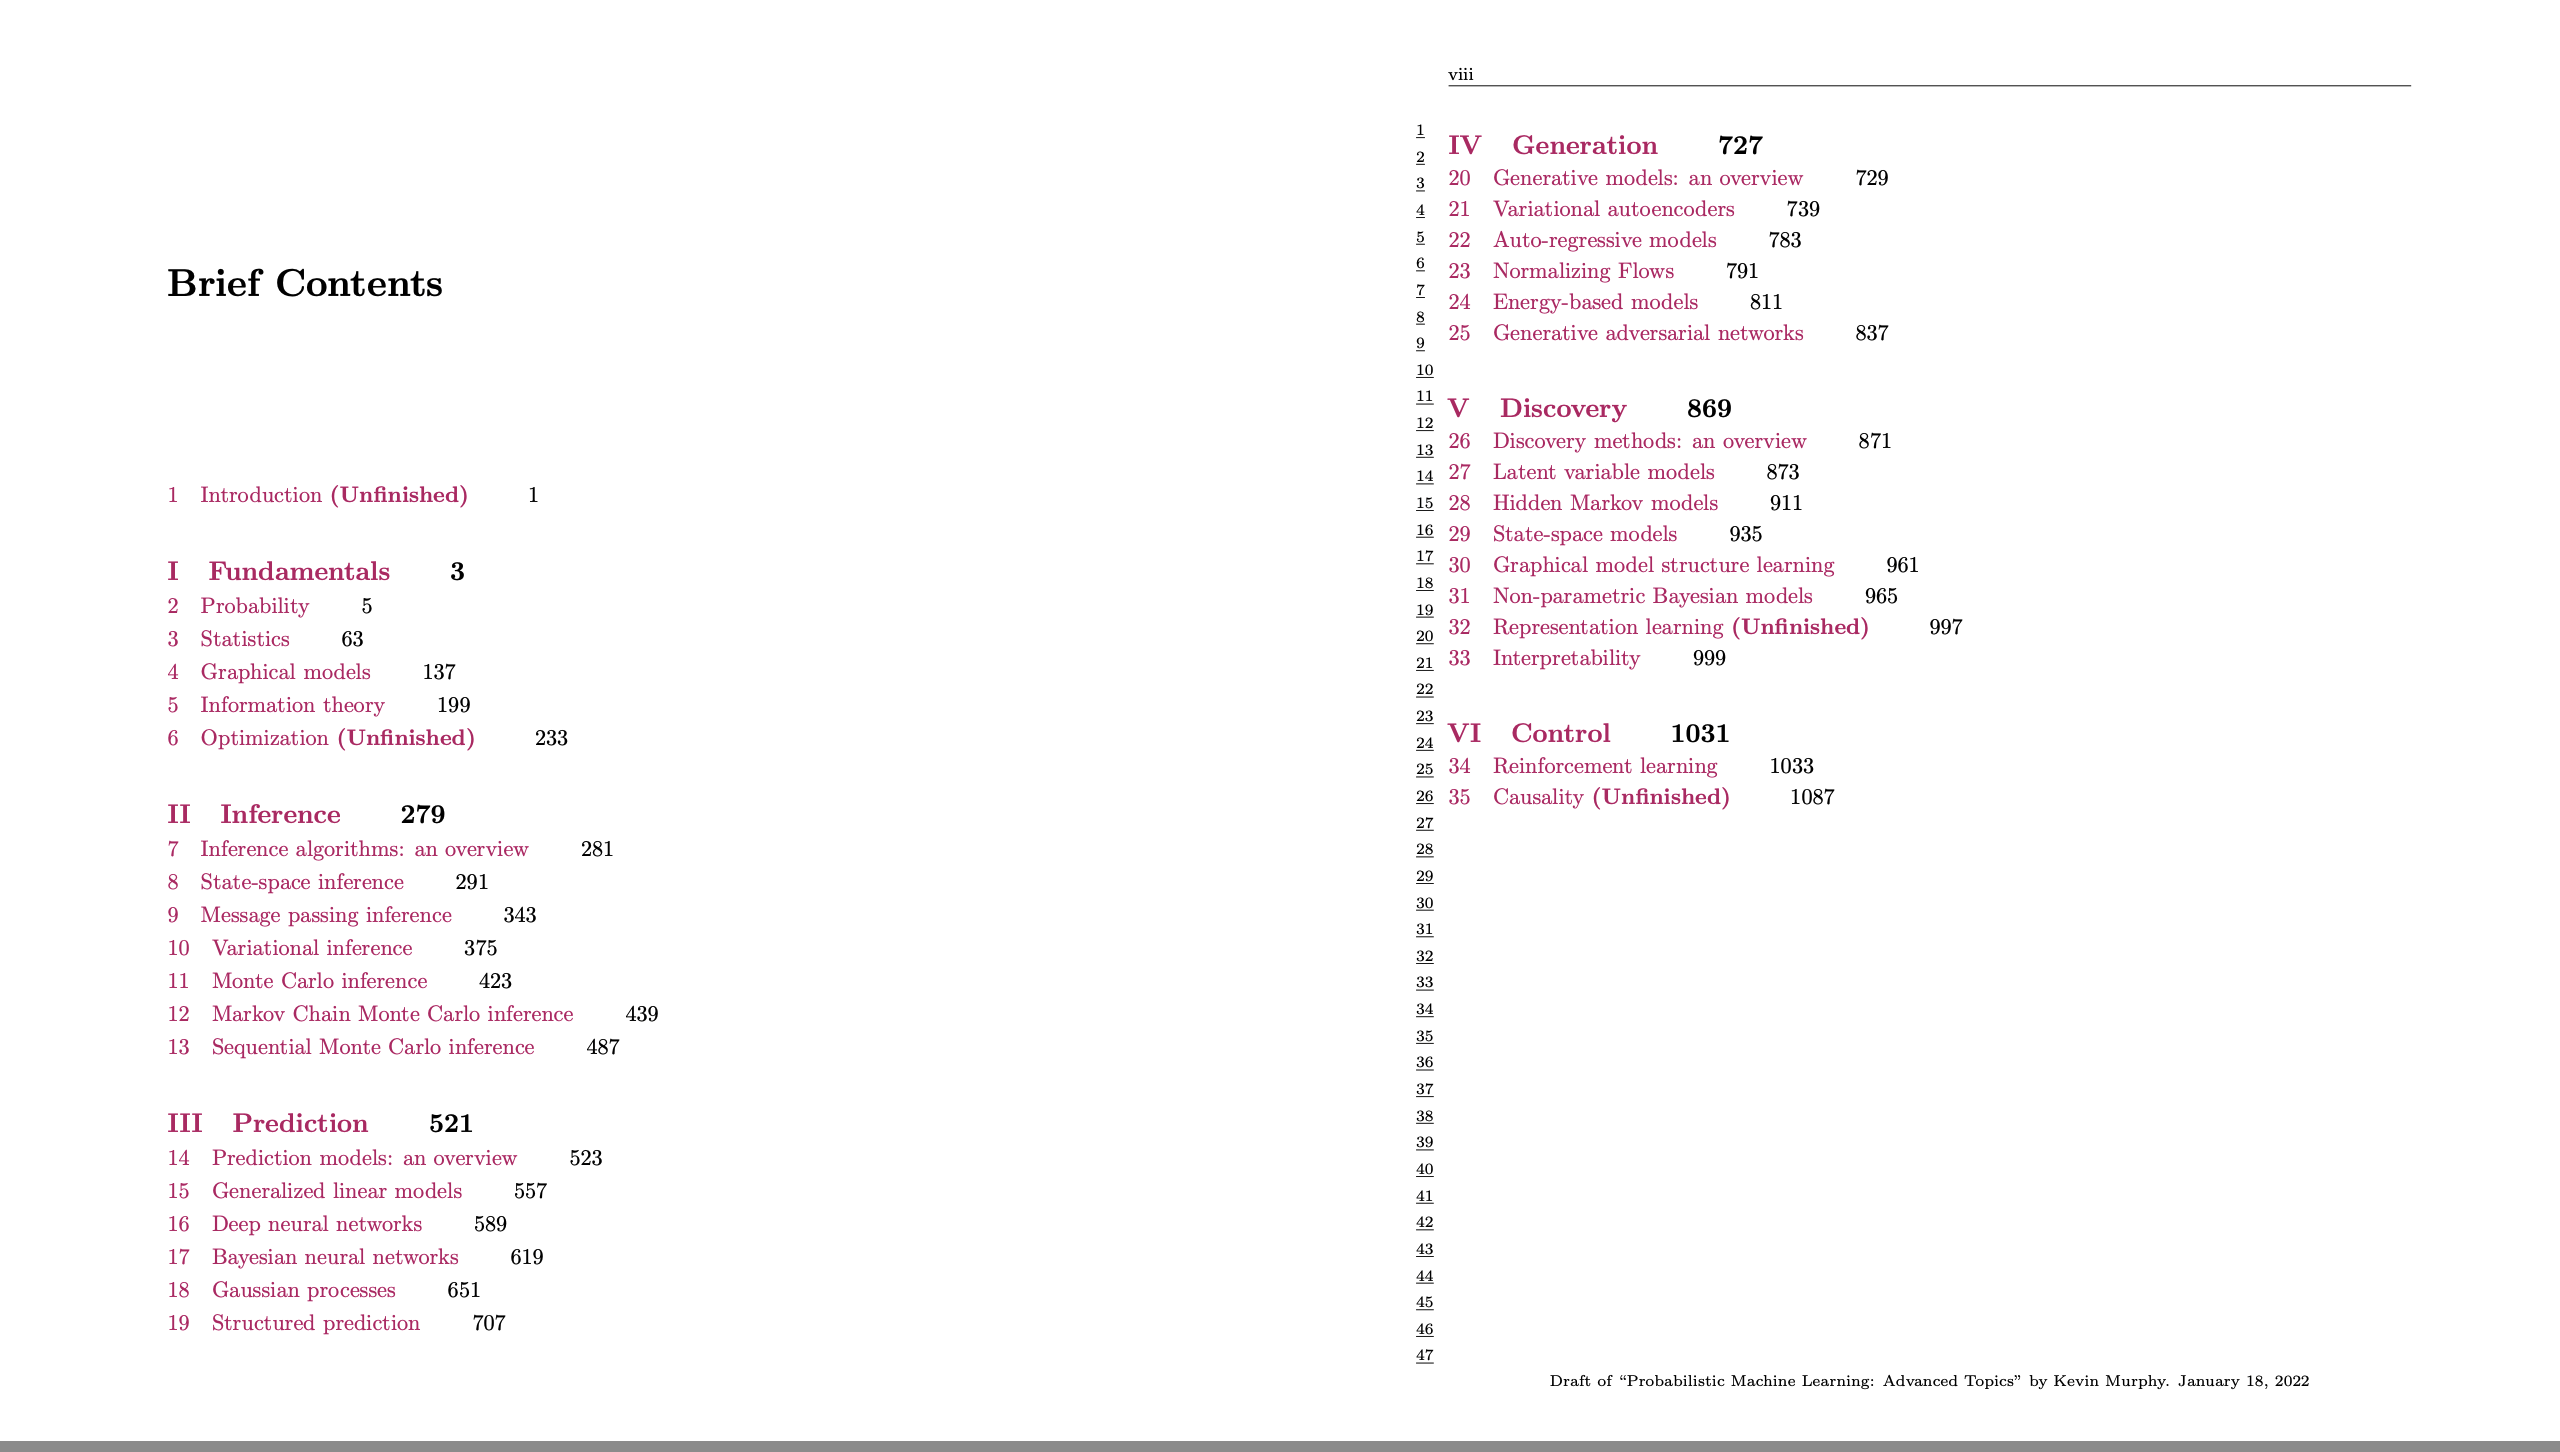 Brief Contents
1 Introduction (Unfinished) 1
I Fundamentals 3
2 Probability 5
3 Statistics 63
4 Graphical models 137
5 Information theory 199
6 Optimization (Unfinished) 233
II Inference 279
7 Inference algorithms: an overview 281
8 State-space inference 291
9 Message passing inference 343
10 Variational inference 375
11 Monte Carlo inference 423
12 Markov Chain Monte Carlo inference 439
13 Sequential Monte Carlo inference 487
III Prediction 521
14 Prediction models: an overview 523
15 Generalized linear models 557
16 Deep neural networks 589
17 Bayesian neural networks 619
18 Gaussian processes 651
19 Structured prediction 707
viii
1
2
3
4
5
6
7
8
9
10
11
12
13
14
15
16
17
18
19
20
21
22
23
24
25
26
27
28
29
30
31
32
33
34
35
36
37
38
39
40
41
42
43
44
45
46
47
IV Generation 727
20 Generative models: an overview 729
21 Variational autoencoders 739
22 Auto-regressive models 783
23 Normalizing Flows 791
24 Energy-based models 811
25 Generative adversarial networks 837
V Discovery 869
26 Discovery methods: an overview 871
27 Latent variable models 873
28 Hidden Markov models 911
29 State-space models 935
30 Graphical model structure learning 961
31 Non-parametric Bayesian models 965
32 Representation learning (Unfinished) 997
33 Interpretability 999
VI Control 1031
34 Reinforcement learning 1033
35 Causality (Unfinished) 1087
Draft of “Probabilistic Machine Learning: Advanced Topics” by Kevin Murphy. January 18, 2022